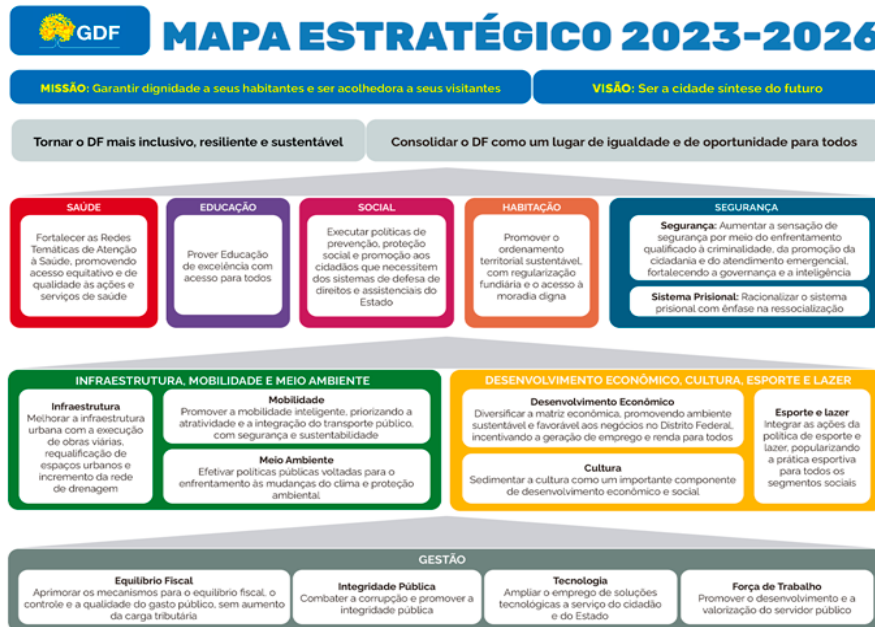 GDF
MAPA ESTRATÉGICO 2023-2026
MISSÃO: Garantir dignidade a seus habitantes e ser acolhedora a seus visitantes
VISÃO: Ser a cidade síntese do futuro
Tornar o DF mais inclusivo, resiliente e sustentável
Consolidar o DF como um lugar de igualdade e de oportunidade para todos
SAÚDE
Fortalecer as Redes
Temáticas de Atenção
à Saúde, promovendo
acesso equitativo e de
qualidade às ações e
serviços de saúde
EDUCAÇÃO
Prover Educação
de excelência com
acesso para todos
SOCIAL
Executar políticas de
prevenção, proteção
social e promoção aos
cidadãos que necessitem
dos sistemas de defesa de
direitos e assistenciais do
Estado
HABITAÇÃO
Promover o
ordenamento
territorial sustentável,
com regularização
fundiária e o acesso à
moradia digna
SEGURANÇA
Segurança: Aumentar a sensação de
segurança por meio do enfrentamento
qualificado à criminalidade, da promoção da
cidadania e do atendimento emergencial,
fortalecendo a governança e a inteligência
Sistema Prisional: Racionalizar o sistema
prisional com ênfase na ressocialização
INFRAESTRUTURA, MOBILIDADE E MEIO AMBIENTE
Infraestrutura
Melhorar a infraestrutura
urbana com a execução
de obras viárias,
requalificação de
espaços urbanos e
incremento da rede
de drenagem
Mobilidade
Promover a mobilidade inteligente, priorizando a
atratividade e a integração do transporte público,
com segurança e sustentabilidade
Meio Ambiente
Efetivar políticas públicas voltadas para o
enfrentamento às mudanças do clima e proteção
ambiental
DESENVOLVIMENTO ECONÔMICO, CULTURA, ESPORTE E LAZER
Desenvolvimento Econômico
Diversificar a matriz econômica, promovendo ambiente
sustentável e favorável aos negócios no Distrito Federal,
incentivando a geração de emprego e renda para todos
Cultura
Sedimentar a cultura como um importante componente
de desenvolvimento econômico e social
Esporte e lazer
Integrar as ações da
política de esporte e
lazer, popularizando
a prática esportiva
para todos os
segmentos sociais
GESTÃO
Equilíbrio Fiscal
Aprimorar os mecanismos para o equilíbrio fiscal, o
controle e a qualidade do gasto público, sem aumento
da carga tributária
Integridade Pública
Combater a corrupção e promover a
integridade pública
Tecnologia
Ampliar o emprego de soluções
tecnológicas a serviço do cidadão
e do Estado
Força de Trabalho
Promover o desenvolvimento e a
valorização do servidor público